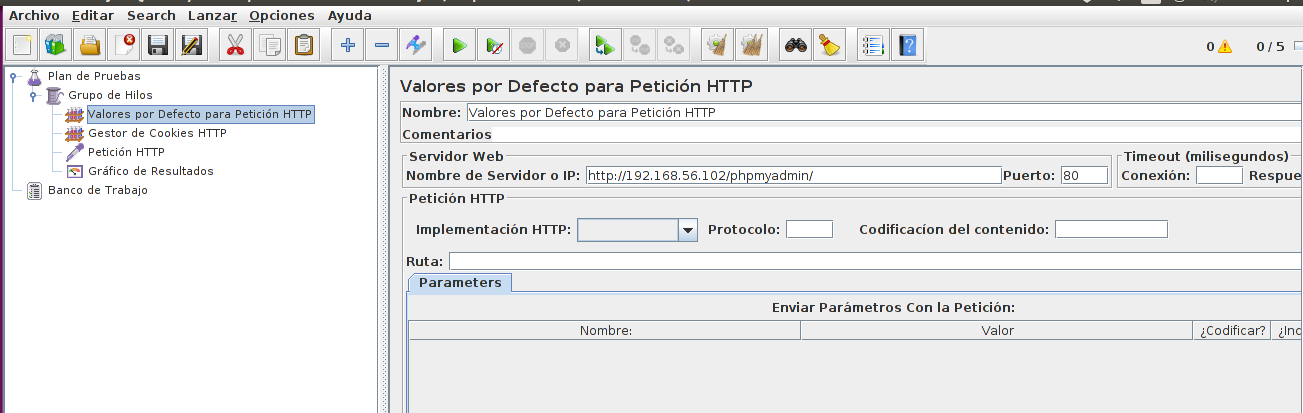 Archivo Editar Search Lanzar Opciones Ayuda
0 0 / 5
Plan de Pruebas
Grupo de Hilos
Valores por Defecto para Petición HTTP
Gestor de Cookies HTTP
Petición HTTP
Gráfico de Resultados
Banco de Trabajo
Valores por Defecto para Petición HTTP
Nombre: Valores por Defecto para Petición HTTP
Comentarios
Servidor Web
Nombre de Servidor o IP: http://192.168.56.102/phpmyadmin/ Puerto: 80
Timeout (milisegundos)
Conexión: Respue
Petición HTTP
Implementación HTTP: Protocolo: Codificacíon del contenido:
Ruta:
Parameters
Enviar Parámetros Con la Petición:
Nombre: Valor ¿Codificar? ¿Inc